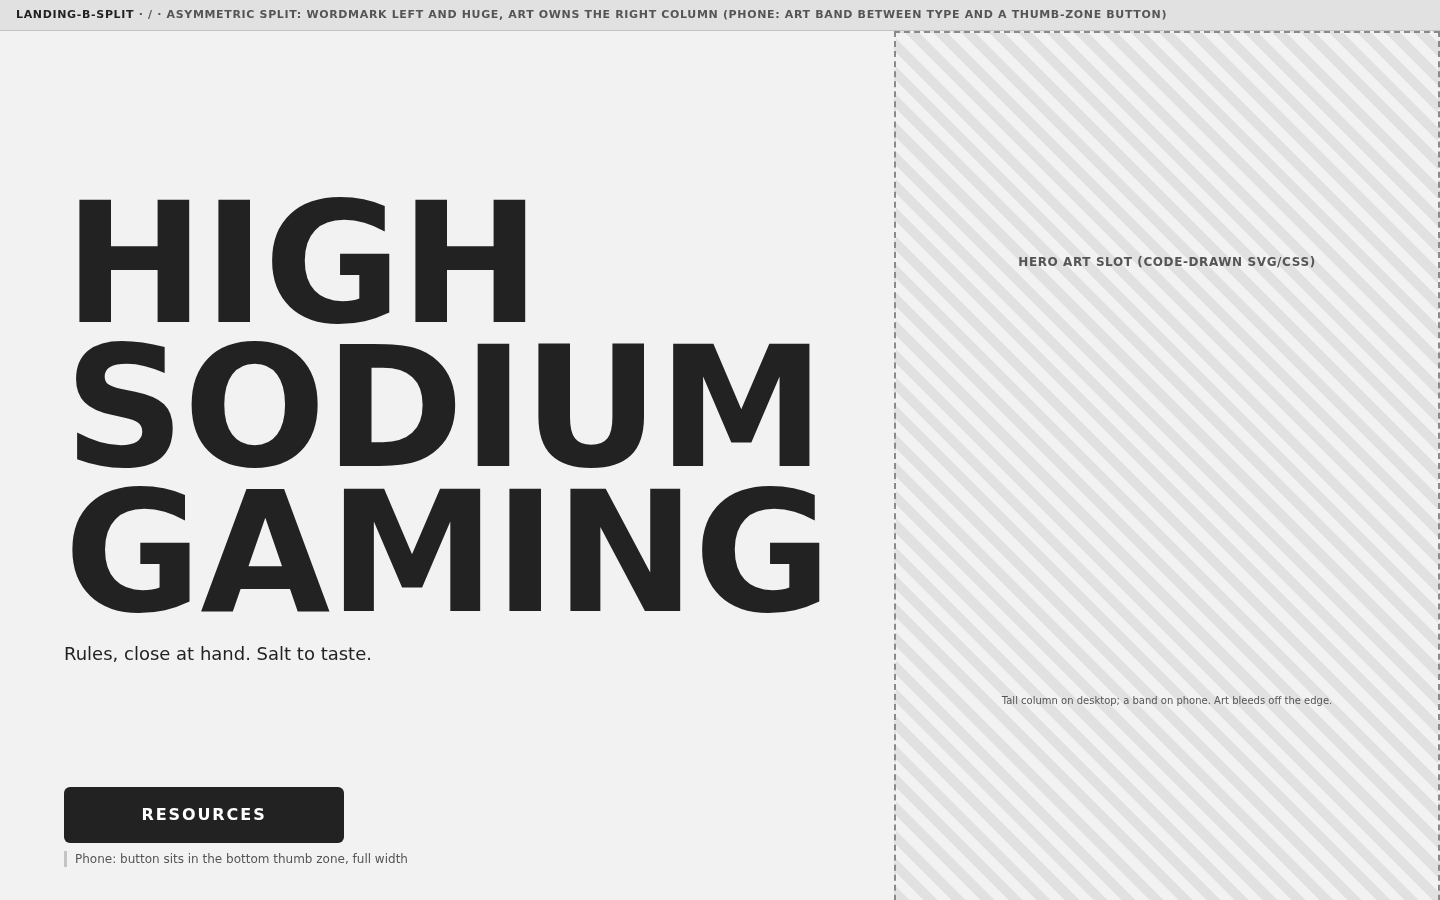 LANDING-B-SPLIT · / · ASYMMETRIC SPLIT: WORDMARK LEFT AND HUGE, ART OWNS THE RIGHT COLUMN (PHONE: ART BAND BETWEEN TYPE AND A THUMB-ZONE BUTTON)
HIGH
SODIUM
GAMING
Rules, close at hand. Salt to taste.
RESOURCES
Phone: button sits in the bottom thumb zone, full width
HERO ART SLOT (CODE-DRAWN SVG/CSS)
Tall column on desktop; a band on phone. Art bleeds off the edge.